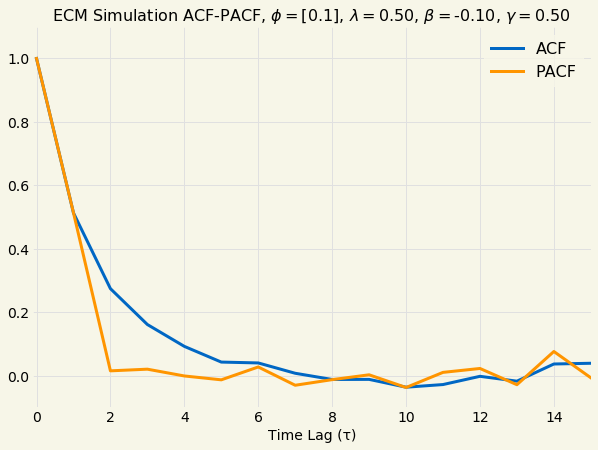 ECM Simulation ACF-PACF, ϕ = [0.1], λ = 0.50, β = -0.10, γ = 0.50
ACF
PACF
1.0
0.8
0.6
0.4
0.2
0.0
0 2 4 6 8 10 12 14
Time Lag (τ)